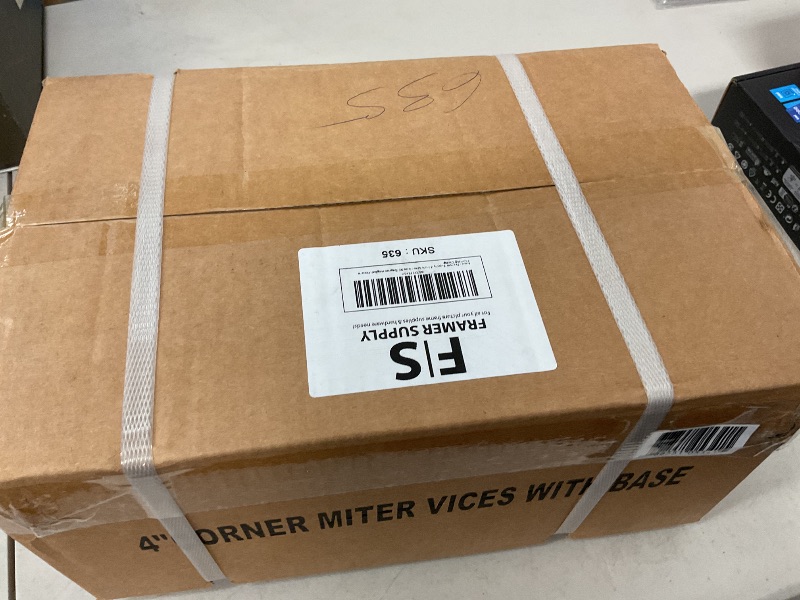 635
F|S
FRAMER SUPPLY
For all your picture frame supplies & hardware needs!
SKU : 635
4" CORNER MITER VICES WITH BASE